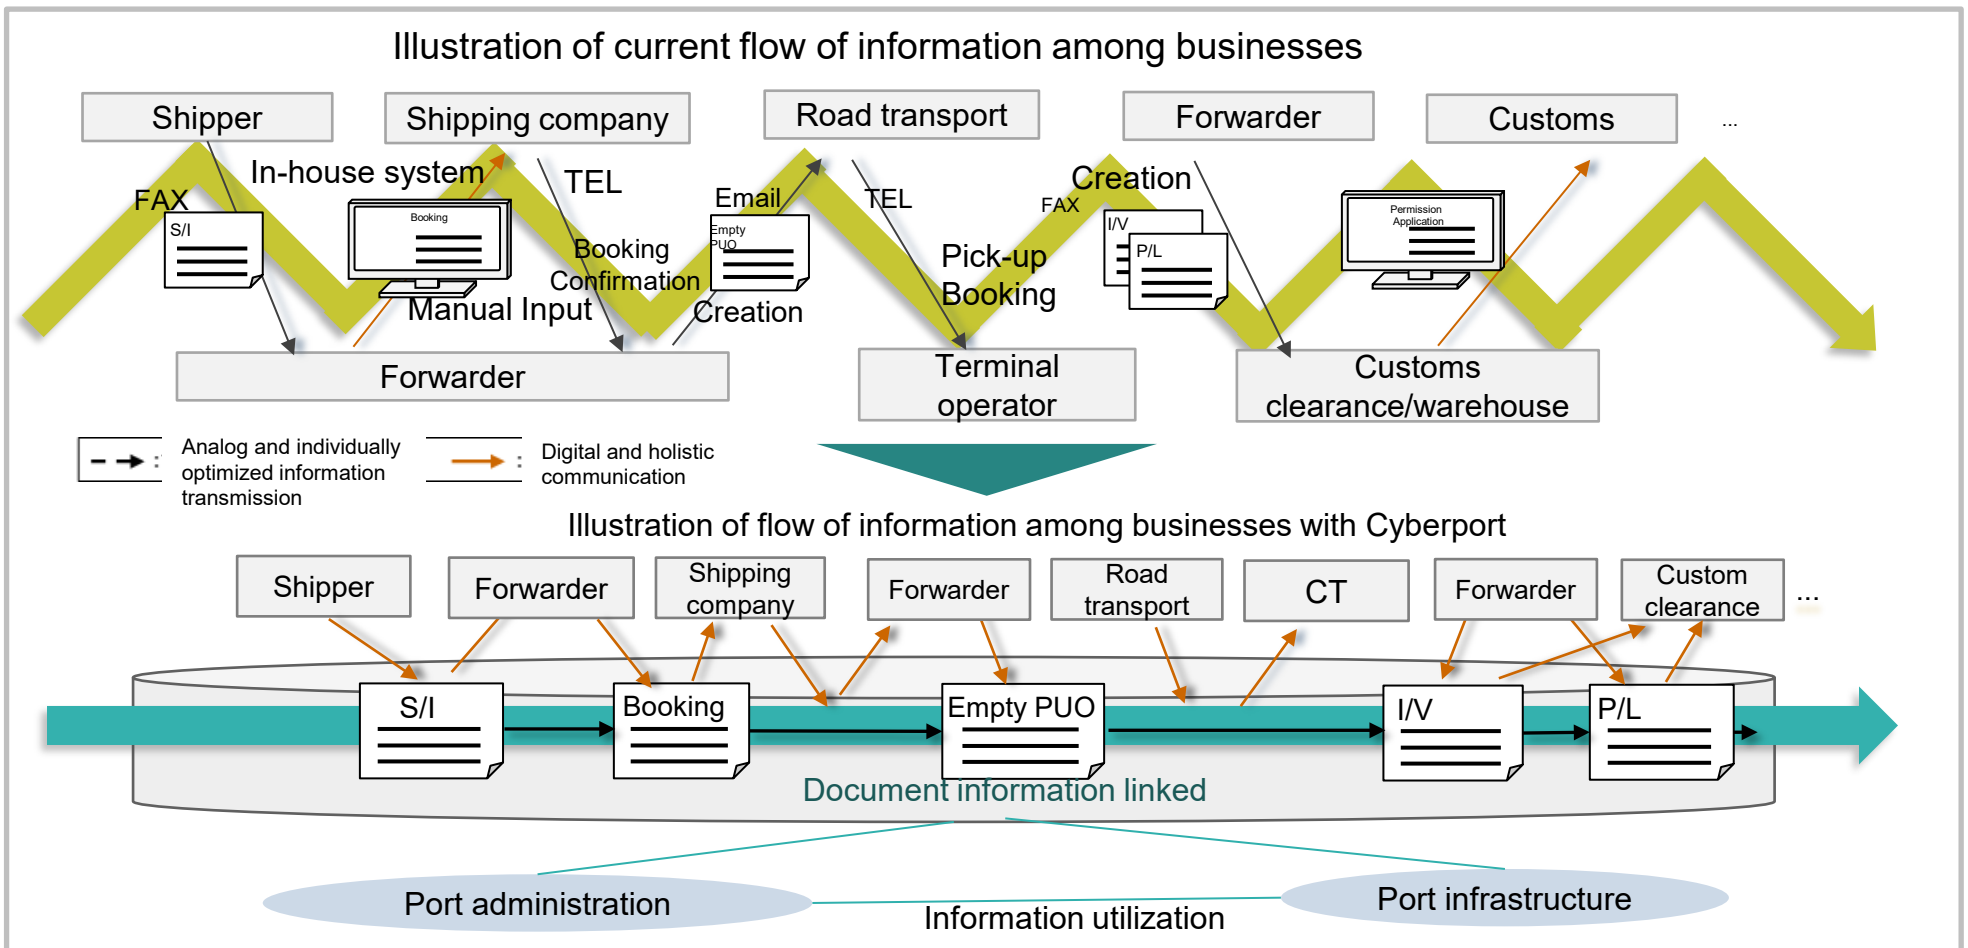 Illustration of current flow of information among businesses
Shipper
Shipping company
Road transport
Forwarder
Customs
...
In-house system
FAX
S/I
Booking
TEL
Email
Empty
PUO
TEL
Creation
FAX
I/V
P/L
Permission
Application
Booking
Confirmation
Pick-up
Booking
Manual Input
Creation
Forwarder
Terminal
operator
Customs
clearance/warehouse
:
Analog and individually
optimized information
transmission
:
Digital and holistic
communication
Illustration of flow of information among businesses with Cyberport
Shipper
Forwarder
Shipping
company
Forwarder
Road
transport
CT
Forwarder
Custom
clearance
...
S/I
Booking
Empty PUO
I/V
P/L
Document information linked
Port administration
Information utilization
Port infrastructure